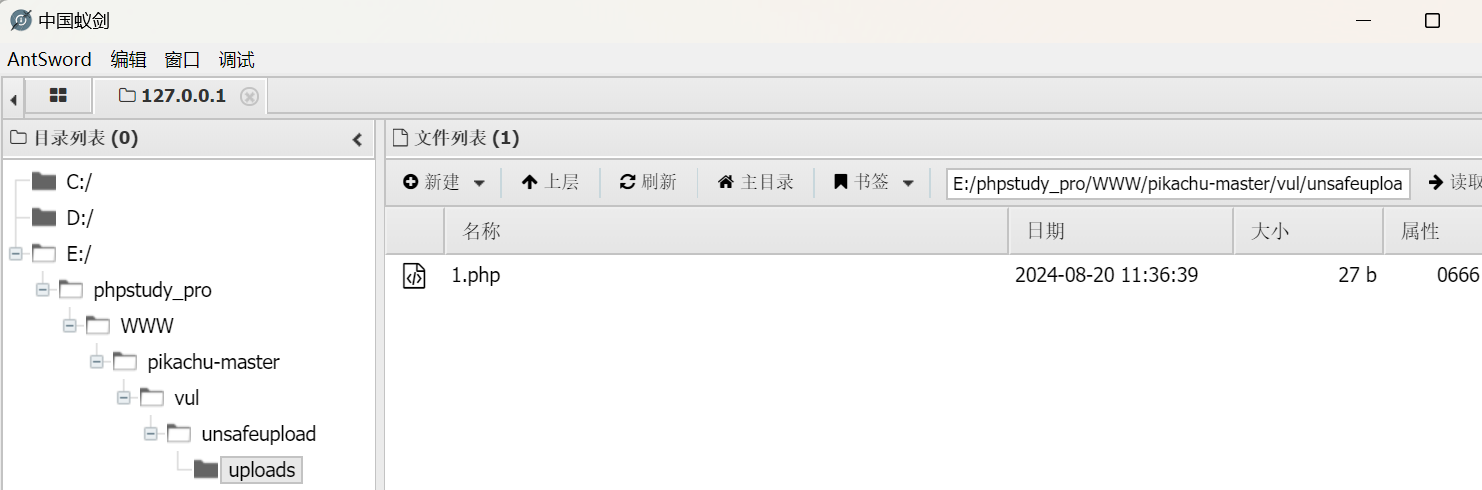 中国蚁剑
AntSword 编辑 窗口 调试
127.0.0.1
目录列表 (0)
文件列表 (1)
新建 上层 刷新 主目录 书签 E:/phpstudy_pro/WWW/pikachu-master/vul/unsafeuploa 读取
名称 日期 大小 属性
1.php 2024-08-20 11:36:39 27 b 0666
C:/
D:/
E:/
phpstudy_pro
WWW
pikachu-master
vul
unsafeupload
uploads